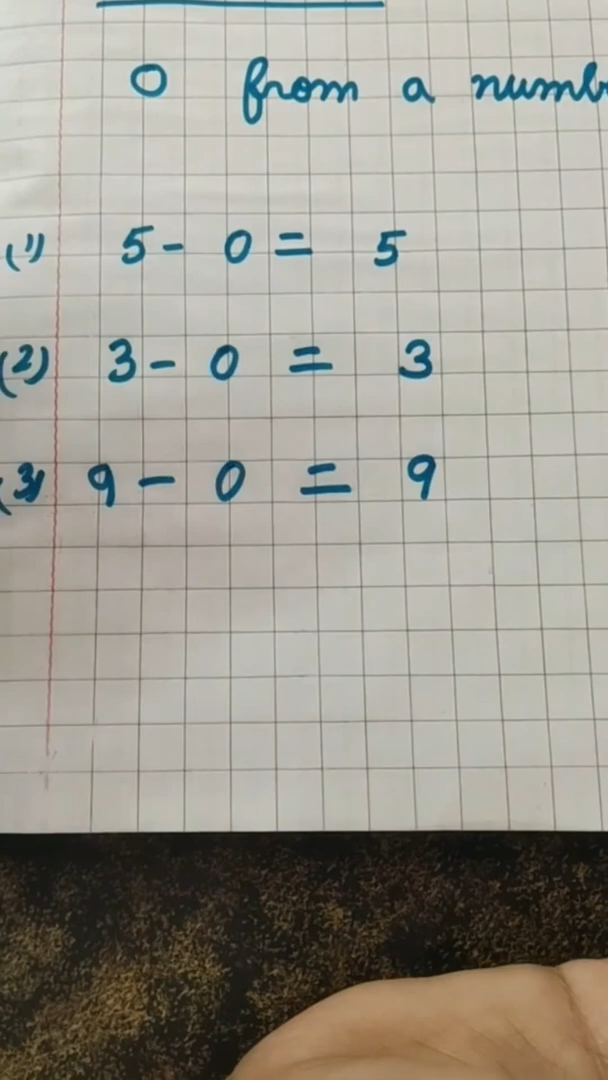 0 from a numb
(1) 5 - 0 = 5
(2) 3 - 0 = 3
(3) 9 - 0 = 9